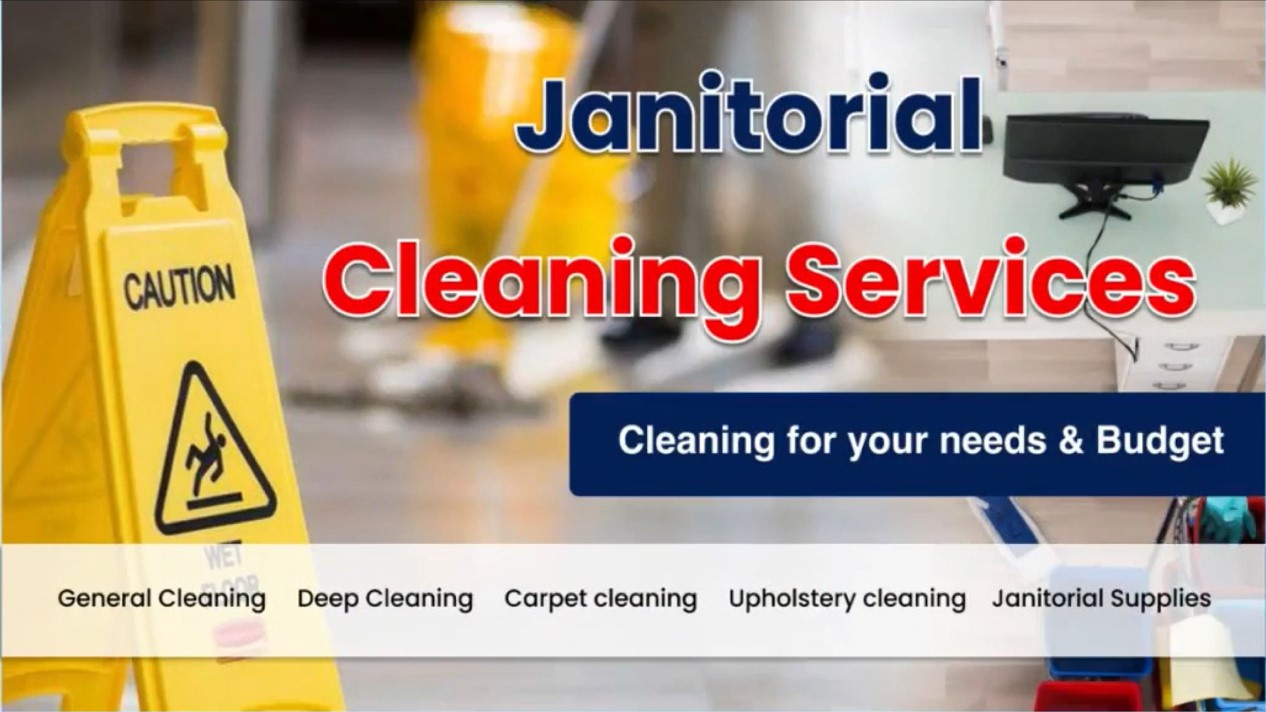 Janitorial
Cleaning Services
CAUTION
Cleaning for your needs & Budget
WET
FLOOR
General Cleaning Deep Cleaning Carpet cleaning Upholstery cleaning Janitorial Supplies